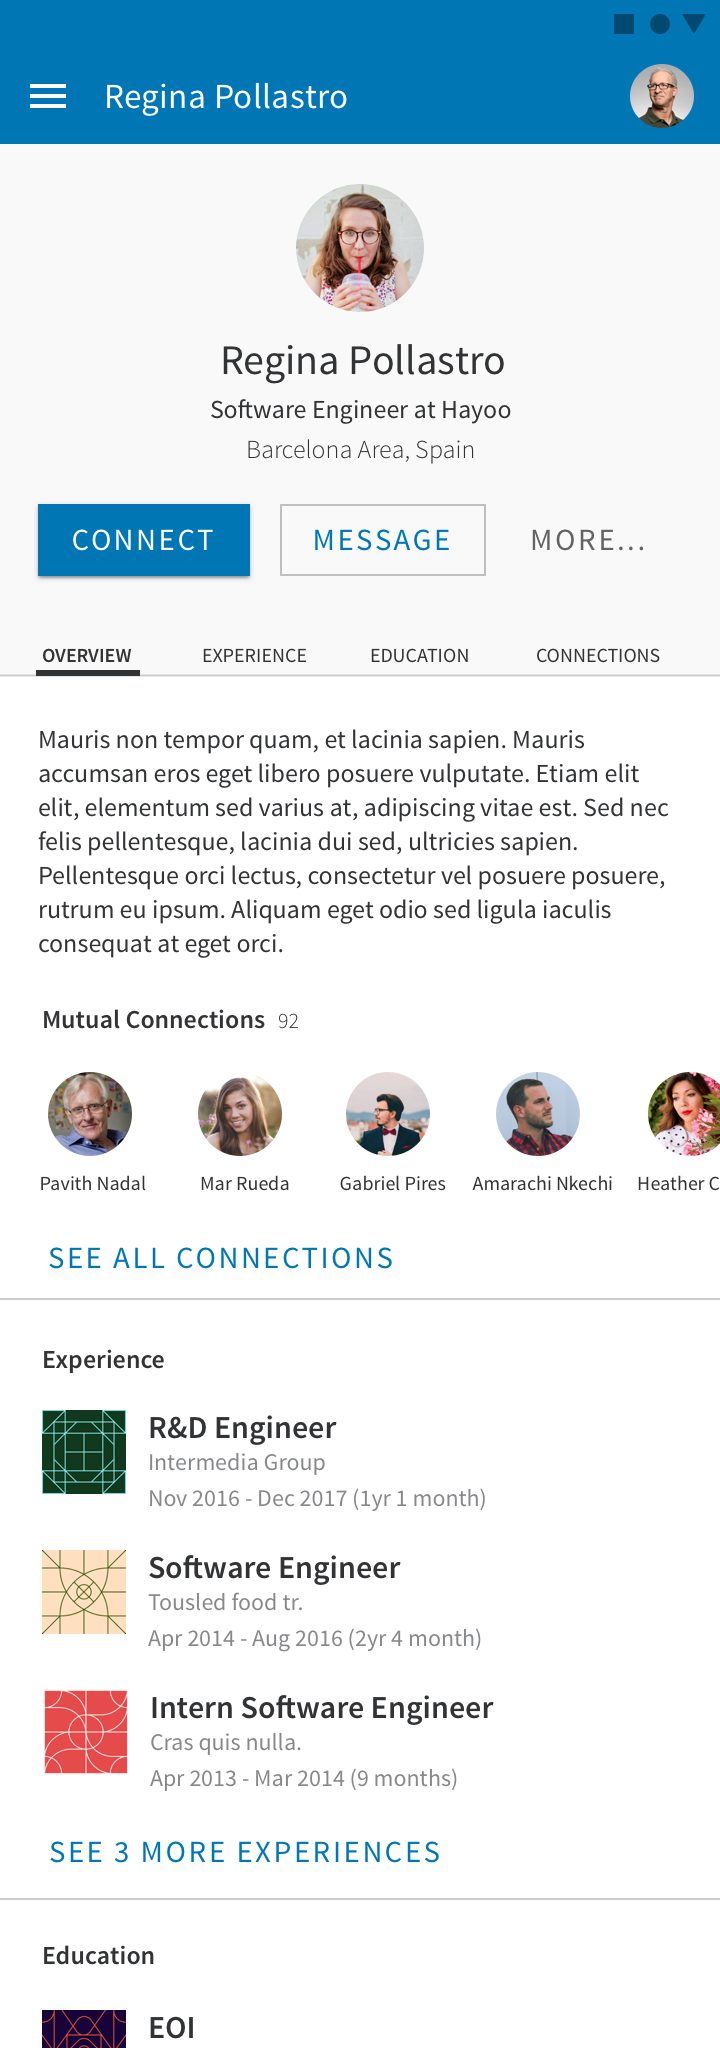 Regina Pollastro
Regina Pollastro
Software Engineer at Hayoo
Barcelona Area, Spain
CONNECT MESSAGE MORE...
OVERVIEW EXPERIENCE EDUCATION CONNECTIONS
Mauris non tempor quam, et lacinia sapien. Mauris
accumsan eros eget libero posuere vulputate. Etiam elit
elit, elementum sed varius at, adipiscing vitae est. Sed nec
felis pellentesque, lacinia dui sed, ultricies sapien.
Pellentesque orci lectus, consectetur vel posuere posuere,
rutrum eu ipsum. Aliquam eget odio sed ligula iaculis
consequat at eget orci.
Mutual Connections 92
Pavith Nadal Mar Rueda Gabriel Pires Amarachi Nkechi Heather C
SEE ALL CONNECTIONS
Experience
R&D Engineer
Intermedia Group
Nov 2016 - Dec 2017 (1yr 1 month)
Software Engineer
Tousled food tr.
Apr 2014 - Aug 2016 (2yr 4 month)
Intern Software Engineer
Cras quis nulla.
Apr 2013 - Mar 2014 (9 months)
SEE 3 MORE EXPERIENCES
Education
EOI